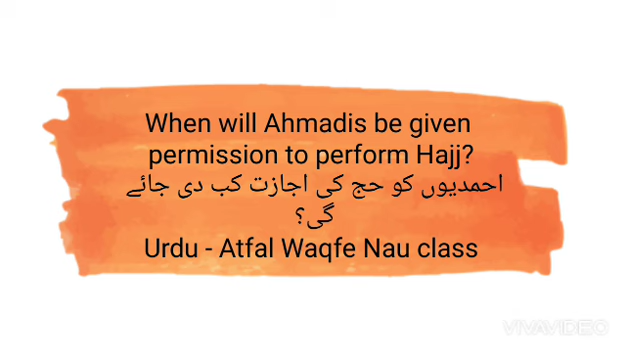 When will Ahmadis be given
permission to perform Hajj?
احمدیوں کو حج کی اجازت کب دی جائے
گی؟
Urdu - Atfal Waqfe Nau class
VIVAVIDEO